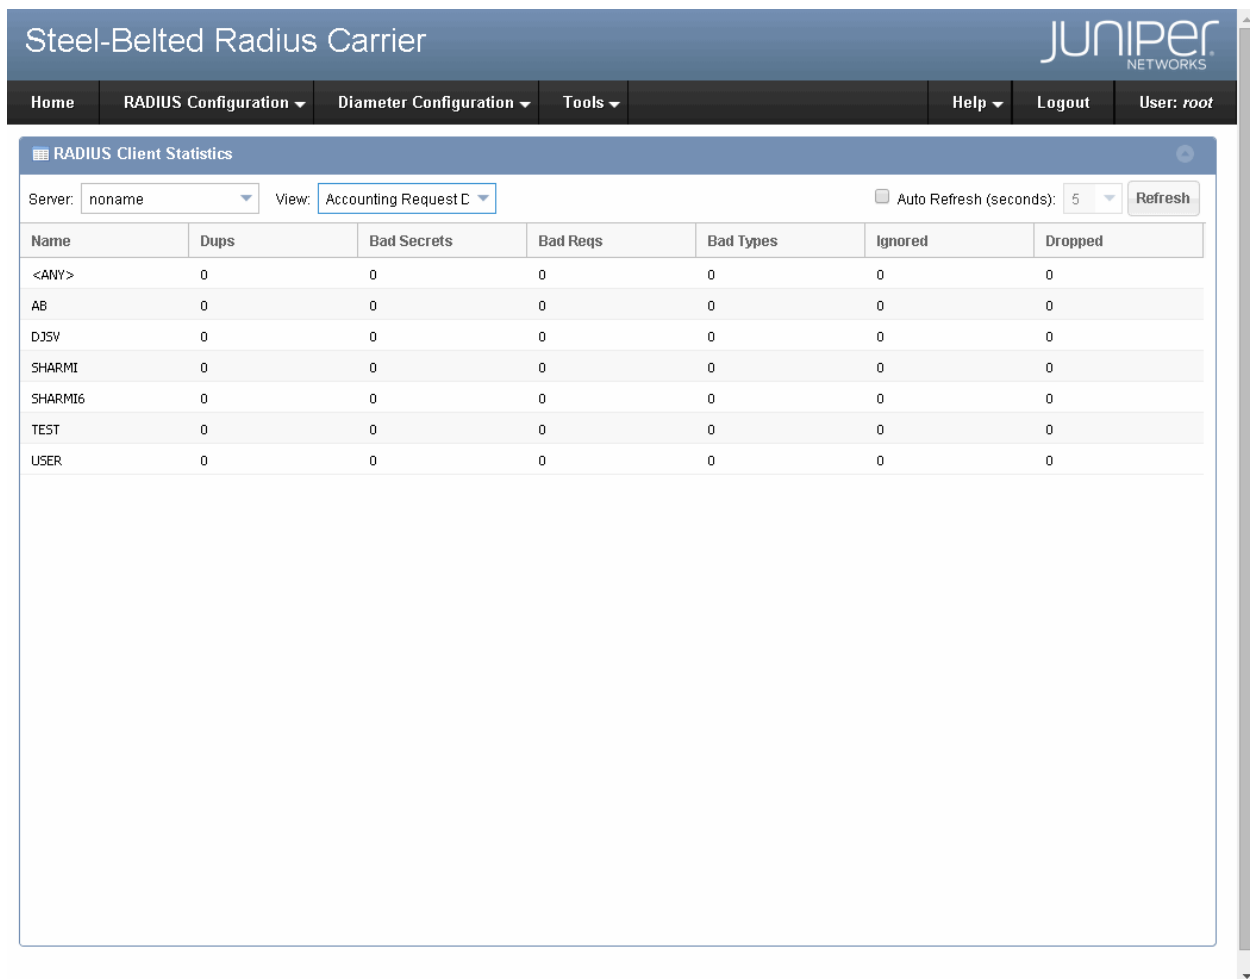 Steel-Belted Radius Carrier
JUNIPER
NETWORKS
Home RADIUS Configuration Diameter Configuration Tools Help Logout User: root
RADIUS Client Statistics
Server: noname View: Accounting Request D Auto Refresh (seconds): 5 Refresh
Name Dups Bad Secrets Bad Reqs Bad Types Ignored Dropped
<ANY> 0 0 0 0 0 0
AB 0 0 0 0 0 0
DJSV 0 0 0 0 0 0
SHARMI 0 0 0 0 0 0
SHARMI6 0 0 0 0 0 0
TEST 0 0 0 0 0 0
USER 0 0 0 0 0 0